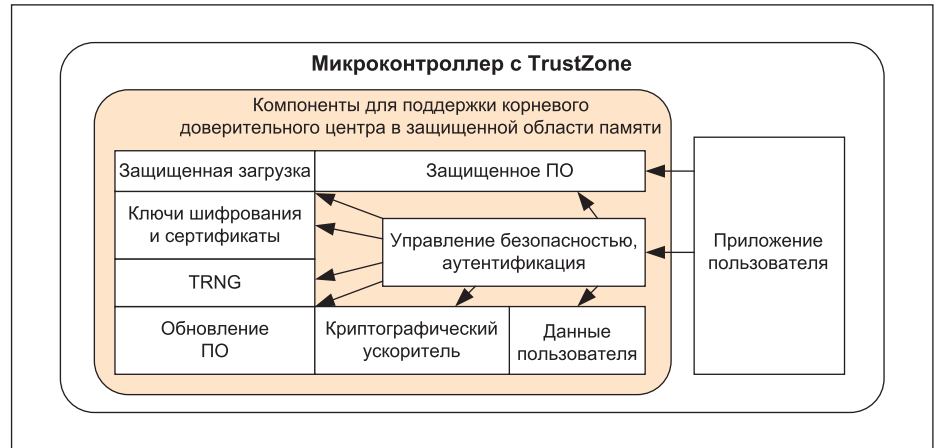 Микроконтроллер с TrustZone
Компоненты для поддержки корневого
доверительного центра в защищенной области памяти
Защищенная загрузка
Защищенное ПО
Ключи шифрования
и сертификаты
Управление безопасностью,
аутентификация
Приложение
пользователя
TRNG
Обновление
ПО
Криптографический
ускоритель
Данные
пользователя